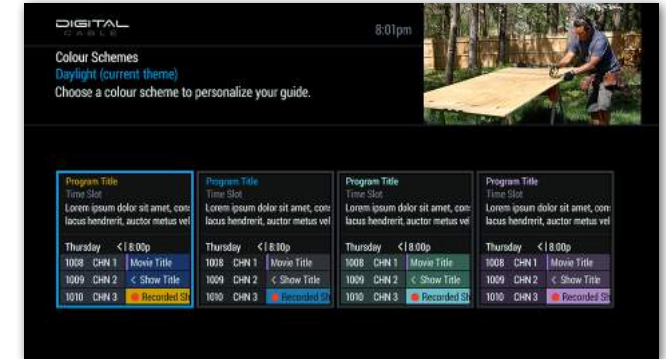 DIGITAL
CABLE
8:01pm
Colour Schemes
Daylight (current theme)
Choose a colour scheme to personalize your guide.
Program Title
Time Slot
Lorem ipsum dolor sit amet, con
lacus hendrerit, auctor metus vel
Thursday < | 8:00p
1008 CHN 1 Movie Title
1009 CHN 2 < Show Title
1010 CHN 3 Recorded Sh
Program Title
Time Slot
Lorem ipsum dolor sit amet, con
lacus hendrerit, auctor metus vel
Thursday < | 8:00p
1008 CHN 1 Movie Title
1009 CHN 2 < Show Title
1010 CHN 3 Recorded Sh
Program Title
Time Slot
Lorem ipsum dolor sit amet, con
lacus hendrerit, auctor metus vel
Thursday < | 8:00p
1008 CHN 1 Movie Title
1009 CHN 2 < Show Title
1010 CHN 3 Recorded Sh
Program Title
Time Slot
Lorem ipsum dolor sit amet, con
lacus hendrerit, auctor metus vel
Thursday < | 8:00p
1008 CHN 1 Movie Title
1009 CHN 2 < Show Title
1010 CHN 3 Recorded Sh